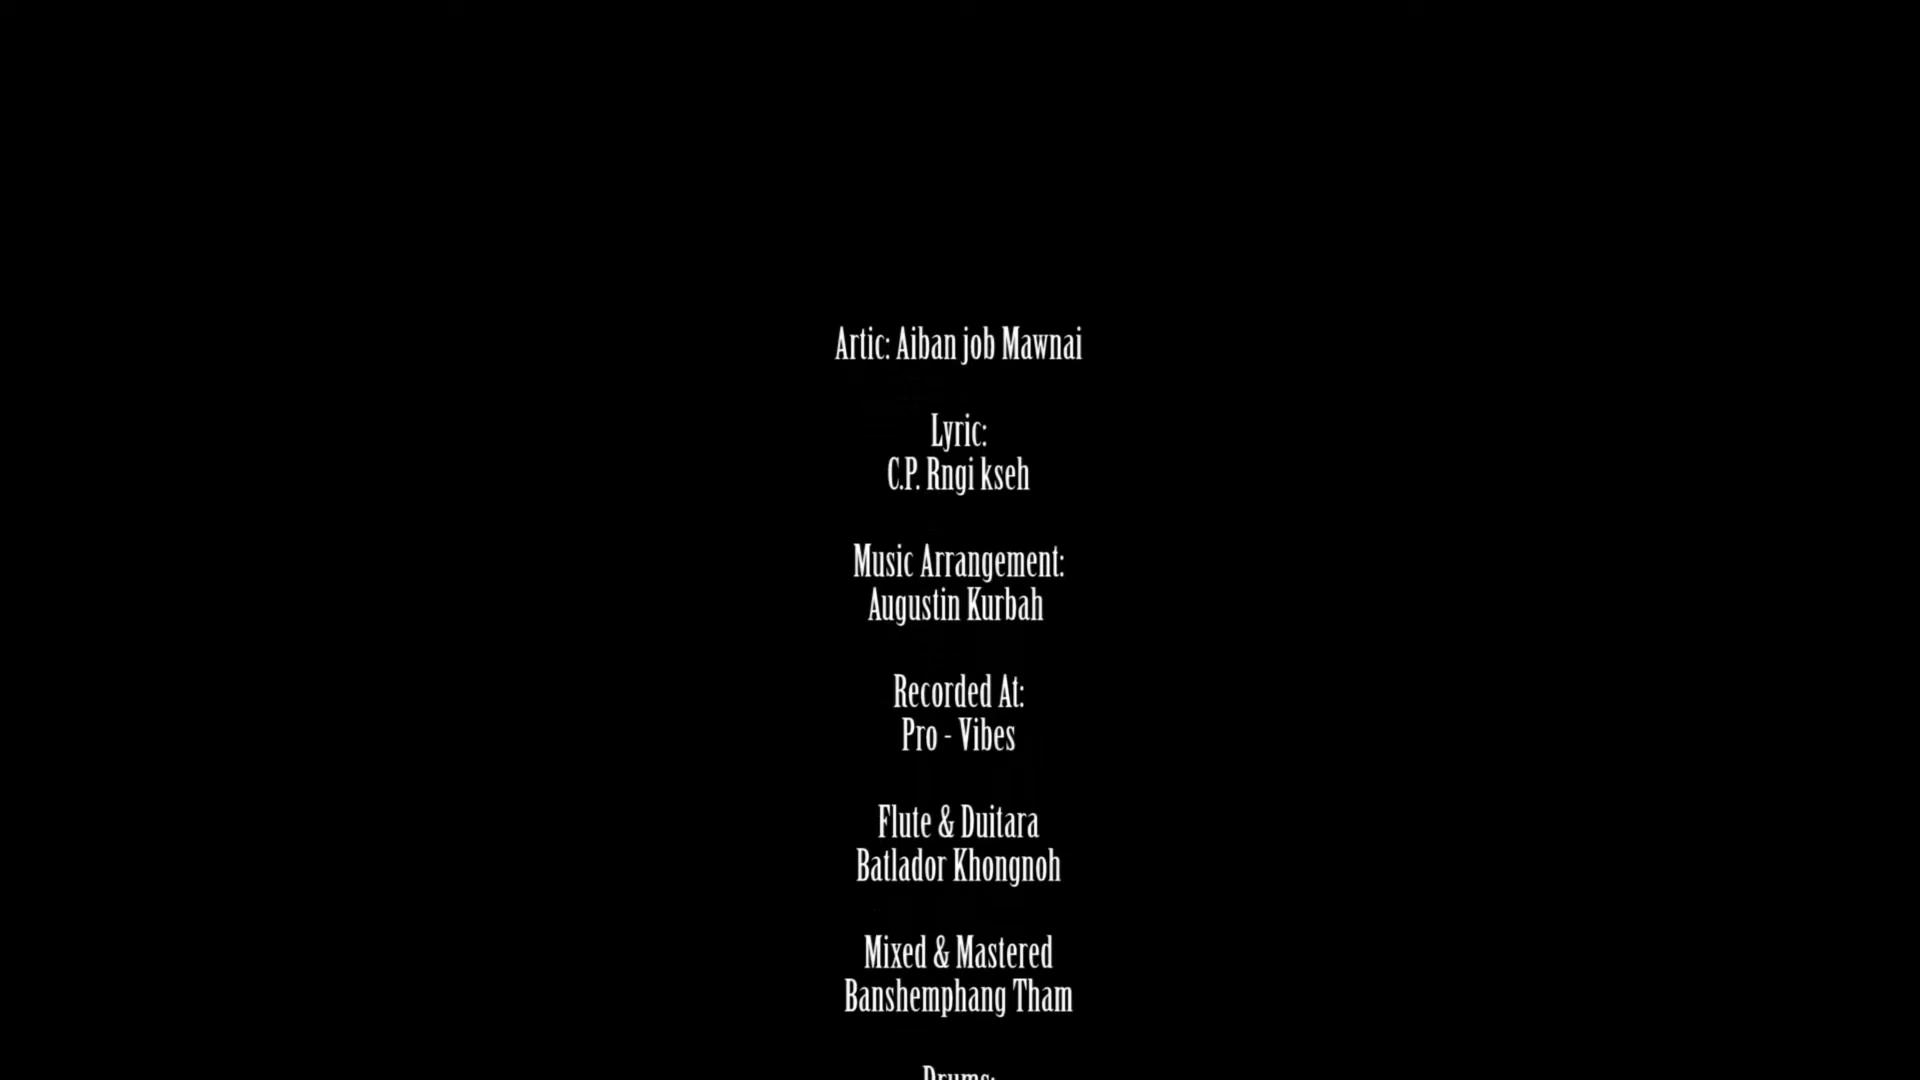 Artic: Aiban job Mawnai
Lyric:
C.P. Rngi kseh
Music Arrangement:
Augustin Kurbah
Recorded At:
Pro - Vibes
Flute & Duitara
Batlador Khongnoh
Mixed & Mastered
Banshemphang Tham
Drums: